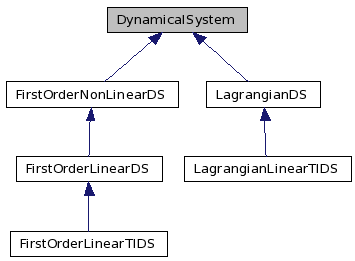 DynamicalSystem
FirstOrderNonLinearDS
LagrangianDS
FirstOrderLinearDS
LagrangianLinearTIDS
FirstOrderLinearTIDS